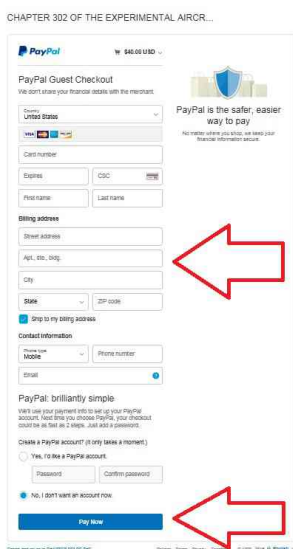 CHAPTER 302 OF THE EXPERIMENTAL AIRCR...
PayPal
$40.00 USD
PayPal Guest Checkout
We don't share your financial details with the merchant.
Country
United States
VISA
Card number
Expires
CSC
First name
Last name
Billing address
Street address
Apt., ste., bldg.
City
State
ZIP code
Ship to my billing address
Contact information
Phone type
Mobile
Phone number
Email
?
PayPal: brilliantly simple
We'll use your payment info to set up your PayPal
account. Next time you choose PayPal, your checkout
could be as fast as 2 steps. Just add a password.
Create a PayPal account? (It only takes a moment.)
Yes, I'd like a PayPal account.
Password
Confirm password
No, I don't want an account now.
Pay Now
PayPal is the safer, easier
way to pay
No matter where you shop, we keep your
financial information secure.